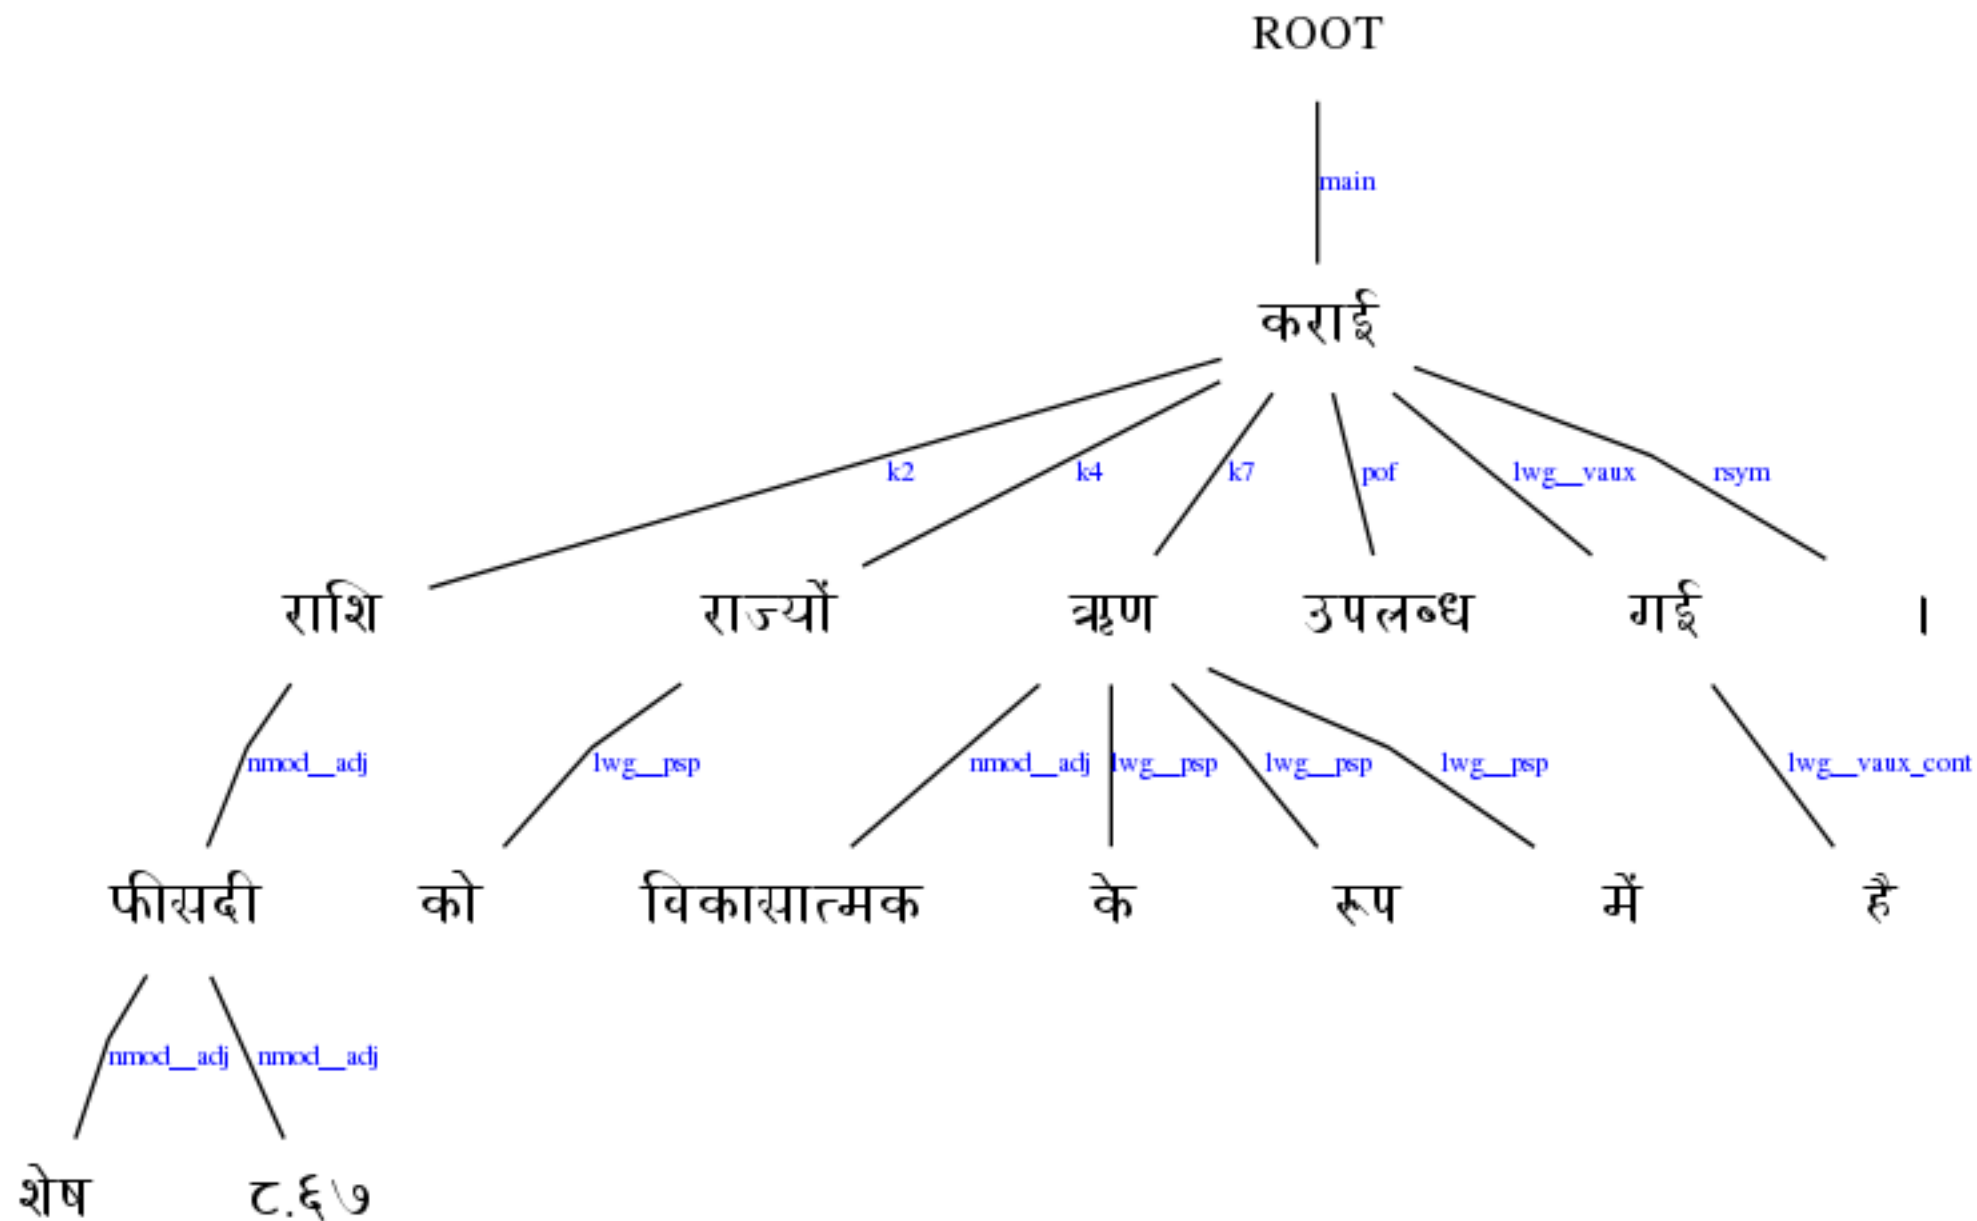 ROOT
main
कराई
k2 k4 k7 pof lwg__vaux rsym
राशि राज्यों ऋण उपलब्ध गई ।
nmod__adj lwg__psp nmod__adj lwg__psp lwg__psp lwg__psp lwg__vaux_cont
फीसदी को विकासात्मक के रूप में है
nmod__adj nmod__adj
शेष ८.६७